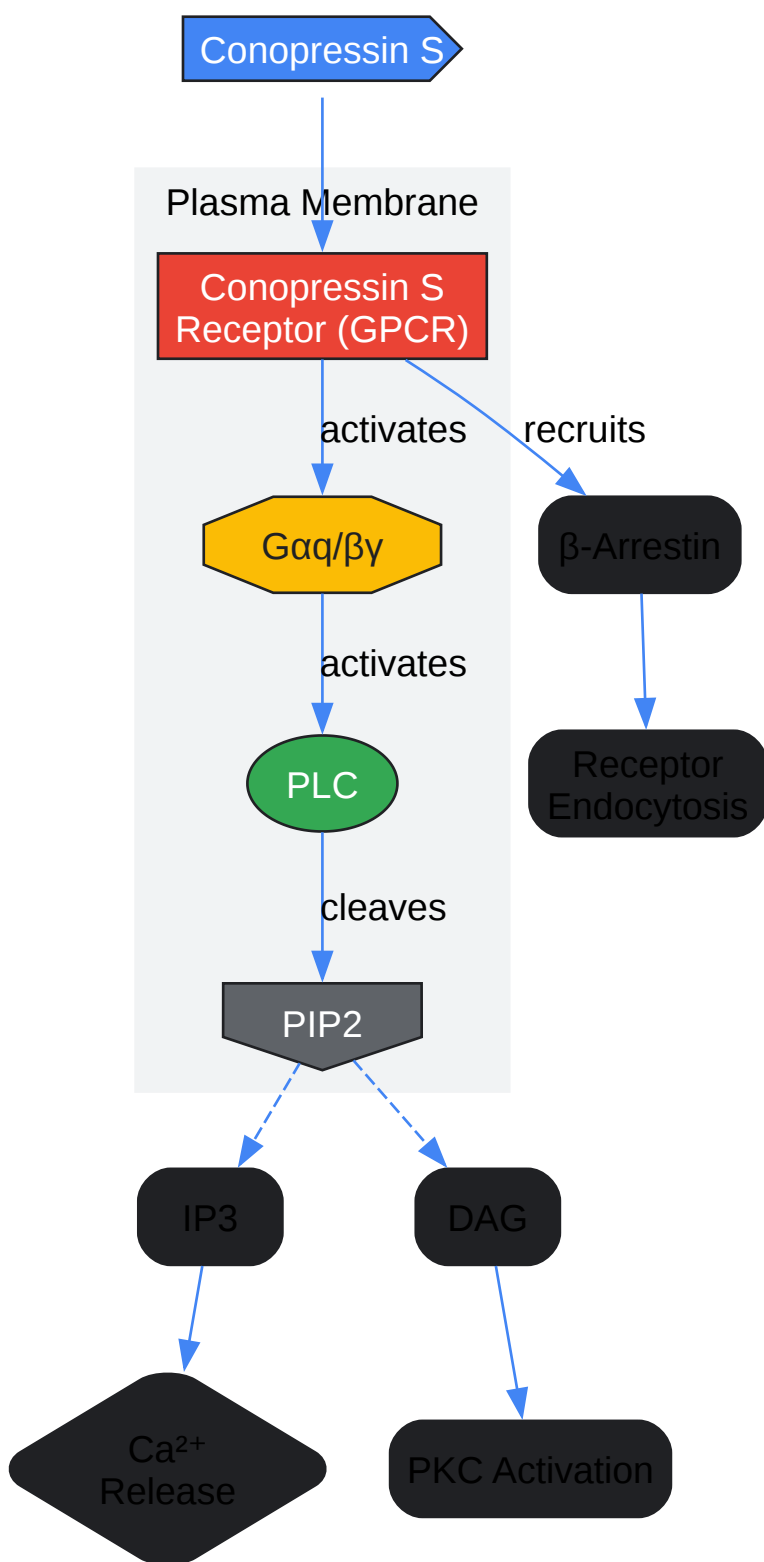 Conopressin S
Plasma Membrane
Conopressin S
Receptor (GPCR)
activates
recruits
Gαq/βγ
β-Arrestin
activates
PLC
Receptor
Endocytosis
cleaves
PIP2
IP3
DAG
Ca²⁺
Release
PKC Activation